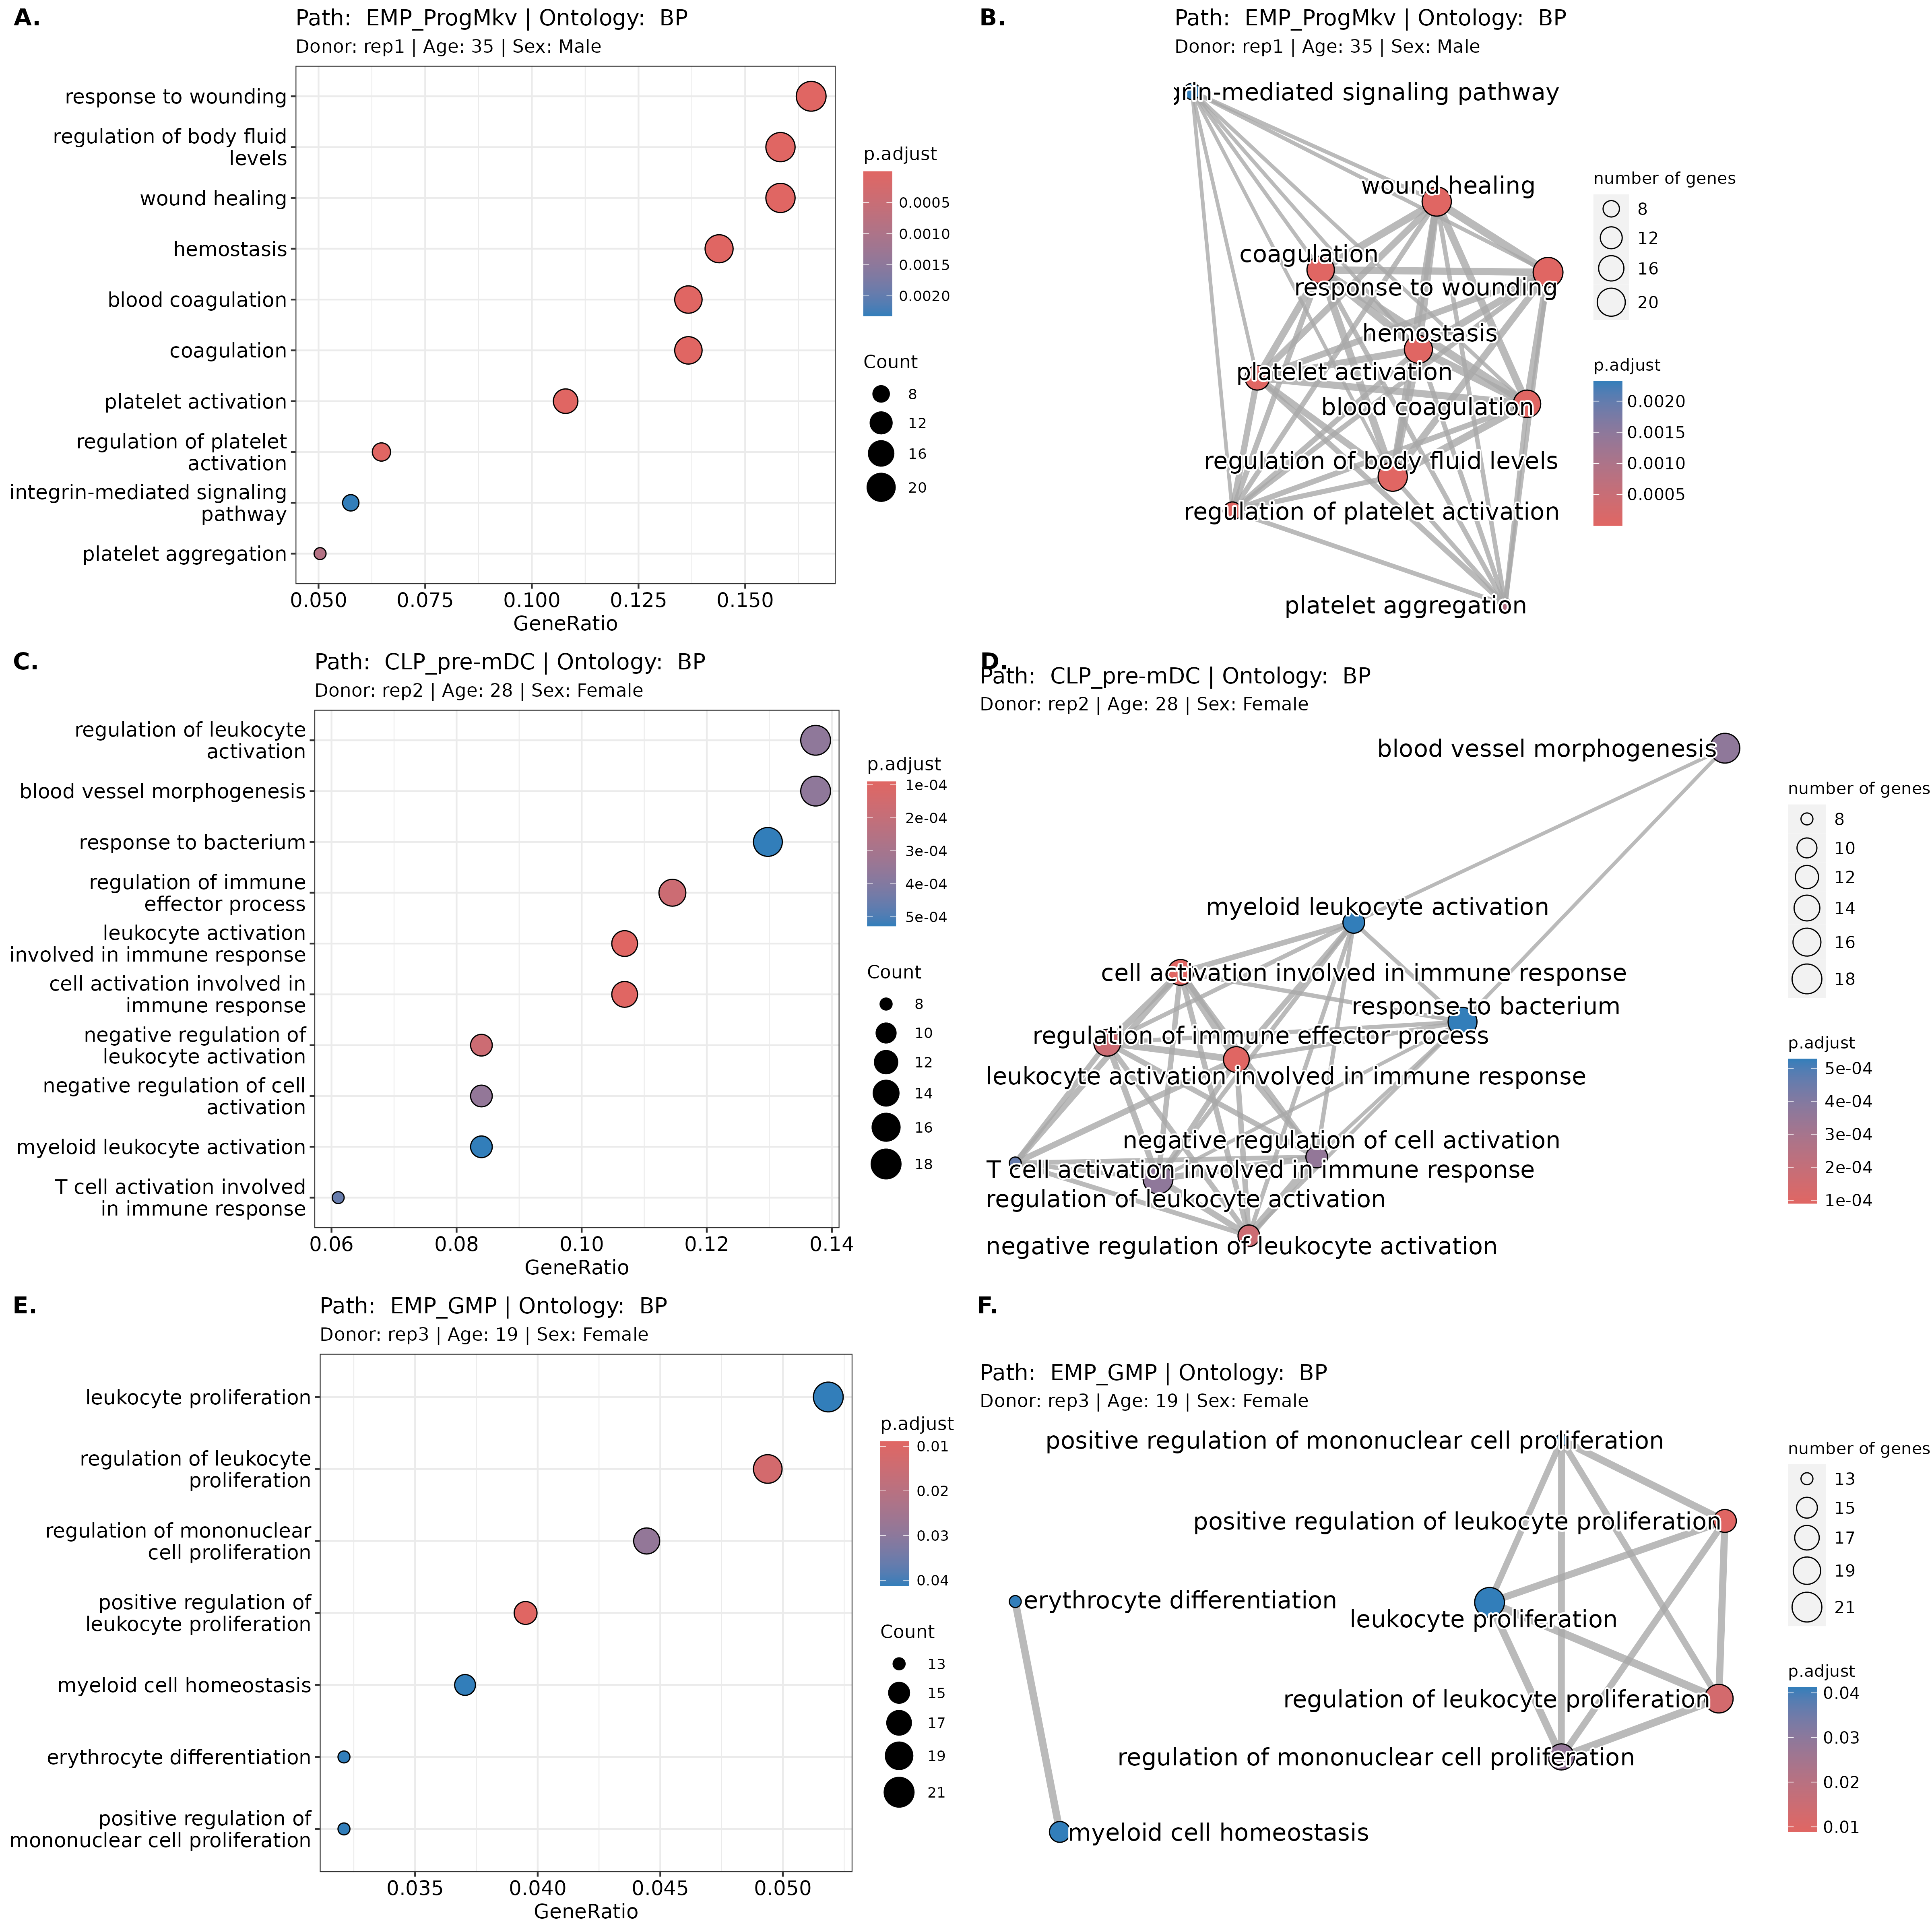 A.
Path: EMP_ProgMkv | Ontology: BP
Donor: rep1 | Age: 35 | Sex: Male
response to wounding
regulation of body fluid
levels
wound healing
hemostasis
blood coagulation
coagulation
platelet activation
regulation of platelet
activation
integrin-mediated signaling
pathway
platelet aggregation
0.050 0.075 0.100 0.125 0.150
GeneRatio
p.adjust
0.0005
0.0010
0.0015
0.0020
Count
8
12
16
20
B.
Path: EMP_ProgMkv | Ontology: BP
Donor: rep1 | Age: 35 | Sex: Male
grin-mediated signaling pathway
wound healing
coagulation
response to wounding
hemostasis
platelet activation
blood coagulation
regulation of body fluid levels
regulation of platelet activation
platelet aggregation
number of genes
8
12
16
20
p.adjust
0.0020
0.0015
0.0010
0.0005
C.
Path: CLP_pre-mDC | Ontology: BP
Donor: rep2 | Age: 28 | Sex: Female
regulation of leukocyte
activation
blood vessel morphogenesis
response to bacterium
regulation of immune
effector process
leukocyte activation
involved in immune response
cell activation involved in
immune response
negative regulation of
leukocyte activation
negative regulation of cell
activation
myeloid leukocyte activation
T cell activation involved
in immune response
0.06 0.08 0.10 0.12 0.14
GeneRatio
p.adjust
1e-04
2e-04
3e-04
4e-04
5e-04
Count
8
10
12
14
16
18
D.
Path: CLP_pre-mDC | Ontology: BP
Donor: rep2 | Age: 28 | Sex: Female
blood vessel morphogenesis
myeloid leukocyte activation
cell activation involved in immune response
response to bacterium
regulation of immune effector process
leukocyte activation involved in immune response
negative regulation of cell activation
T cell activation involved in immune response
regulation of leukocyte activation
negative regulation of leukocyte activation
number of genes
8
10
12
14
16
18
p.adjust
5e-04
4e-04
3e-04
2e-04
1e-04
E.
Path: EMP_GMP | Ontology: BP
Donor: rep3 | Age: 19 | Sex: Female
leukocyte proliferation
regulation of leukocyte
proliferation
regulation of mononuclear
cell proliferation
positive regulation of
leukocyte proliferation
myeloid cell homeostasis
erythrocyte differentiation
positive regulation of
mononuclear cell proliferation
0.035 0.040 0.045 0.050
GeneRatio
p.adjust
0.01
0.02
0.03
0.04
Count
13
15
17
19
21
F.
Path: EMP_GMP | Ontology: BP
Donor: rep3 | Age: 19 | Sex: Female
positive regulation of mononuclear cell proliferation
positive regulation of leukocyte proliferation
erythrocyte differentiation
leukocyte proliferation
regulation of leukocyte proliferation
regulation of mononuclear cell proliferation
myeloid cell homeostasis
number of genes
13
15
17
19
21
p.adjust
0.04
0.03
0.02
0.01